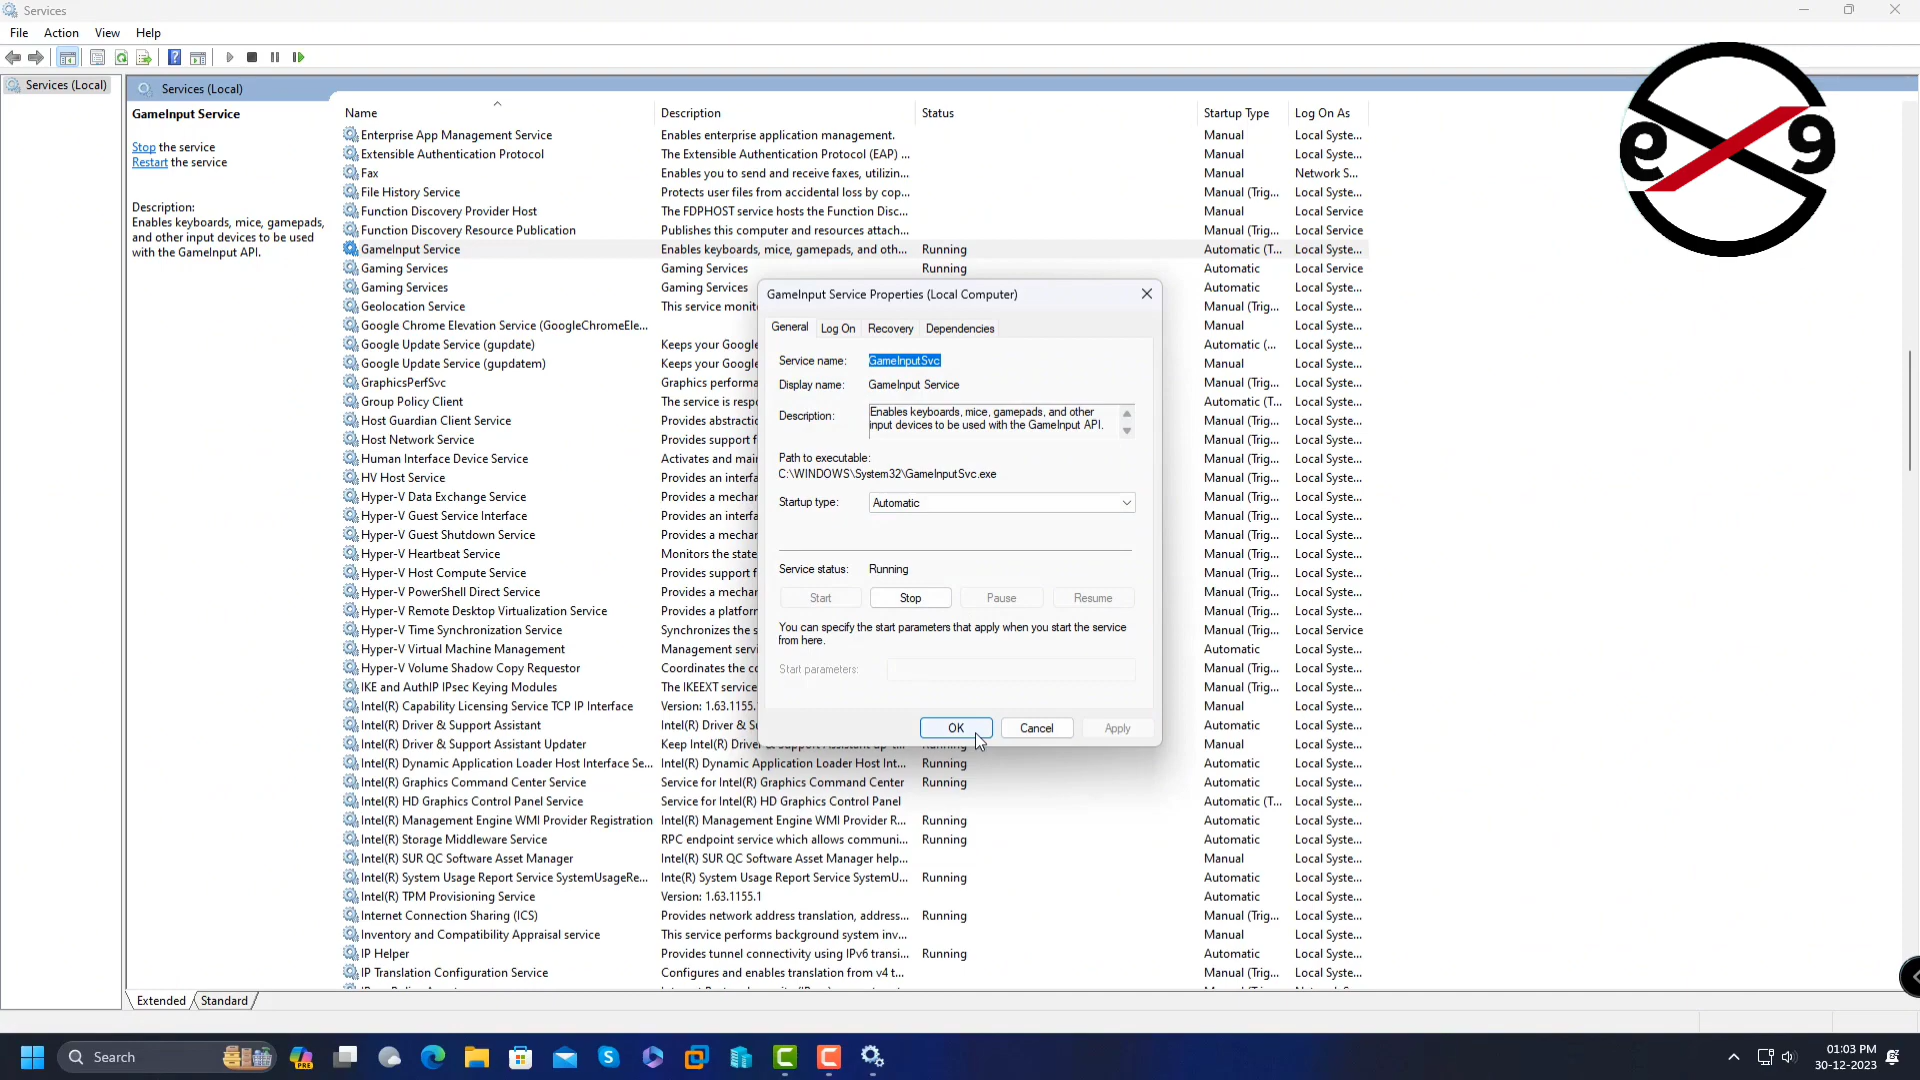 Services
File Action View Help
Services (Local)
Services (Local)
GameInput Service
Stop the service
Restart the service
Description:
Enables keyboards, mice, gamepads,
and other input devices to be used
with the GameInput API.
Name Description Status Startup Type Log On As
Enterprise App Management Service Enables enterprise application management. Manual Local Syste...
Extensible Authentication Protocol The Extensible Authentication Protocol (EAP) ... Manual Local Syste...
Fax Enables you to send and receive faxes, utilizin... Manual Network S...
File History Service Protects user files from accidental loss by cop... Manual (Trig... Local Syste...
Function Discovery Provider Host The FDPHOST service hosts the Function Disc... Manual Local Service
Function Discovery Resource Publication Publishes this computer and resources attach... Manual (Trig... Local Service
GameInput Service Enables keyboards, mice, gamepads, and oth... Running Automatic (T... Local Syste...
Gaming Services Gaming Services Running Automatic Local Service
Gaming Services Gaming Services Automatic Local Syste...
Geolocation Service This service monit Manual (Trig... Local Syste...
Google Chrome Elevation Service (GoogleChromeEle... Manual Local Syste...
Google Update Service (gupdate) Keeps your Google Automatic (... Local Syste...
Google Update Service (gupdatem) Keeps your Google Manual Local Syste...
GraphicsPerfSvc Graphics performa Manual (Trig... Local Syste...
Group Policy Client The service is resp Automatic (T... Local Syste...
Host Guardian Client Service Provides abstracti Manual (Trig... Local Syste...
Host Network Service Provides support f Manual (Trig... Local Syste...
Human Interface Device Service Activates and mai Manual (Trig... Local Syste...
HV Host Service Provides an interfa Manual (Trig... Local Syste...
Hyper-V Data Exchange Service Provides a mechar Manual (Trig... Local Syste...
Hyper-V Guest Service Interface Provides an interfa Manual (Trig... Local Syste...
Hyper-V Guest Shutdown Service Provides a mechar Manual (Trig... Local Syste...
Hyper-V Heartbeat Service Monitors the state Manual (Trig... Local Syste...
Hyper-V Host Compute Service Provides support f Manual (Trig... Local Syste...
Hyper-V PowerShell Direct Service Provides a mechar Manual (Trig... Local Syste...
Hyper-V Remote Desktop Virtualization Service Provides a platforr Manual (Trig... Local Syste...
Hyper-V Time Synchronization Service Synchronizes the s Manual (Trig... Local Service
Hyper-V Virtual Machine Management Management servi Automatic Local Syste...
Hyper-V Volume Shadow Copy Requestor Coordinates the cc Manual (Trig... Local Syste...
IKE and AuthIP IPsec Keying Modules The IKEEXT service Manual (Trig... Local Syste...
Intel(R) Capability Licensing Service TCP IP Interface Version: 1.63.1155. Manual Local Syste...
Intel(R) Driver & Support Assistant Intel(R) Driver & Su Automatic Local Syste...
Intel(R) Driver & Support Assistant Updater Keep Intel(R) Driver & Support Assistant up-t... Running Manual Local Syste...
Intel(R) Dynamic Application Loader Host Interface Se... Intel(R) Dynamic Application Loader Host Int... Running Automatic Local Syste...
Intel(R) Graphics Command Center Service Service for Intel(R) Graphics Command Center Running Automatic Local Syste...
Intel(R) HD Graphics Control Panel Service Service for Intel(R) HD Graphics Control Panel Automatic (T... Local Syste...
Intel(R) Management Engine WMI Provider Registration Intel(R) Management Engine WMI Provider R... Running Automatic Local Syste...
Intel(R) Storage Middleware Service RPC endpoint service which allows communi... Running Automatic Local Syste...
Intel(R) SUR QC Software Asset Manager Intel(R) SUR QC Software Asset Manager help... Manual Local Syste...
Intel(R) System Usage Report Service SystemUsageRe... Inte(R) System Usage Report Service SystemU... Running Automatic Local Syste...
Intel(R) TPM Provisioning Service Version: 1.63.1155.1 Automatic Local Syste...
Internet Connection Sharing (ICS) Provides network address translation, address... Running Manual (Trig... Local Syste...
Inventory and Compatibility Appraisal service This service performs background system inv... Manual Local Syste...
IP Helper Provides tunnel connectivity using IPv6 transi... Running Automatic Local Syste...
IP Translation Configuration Service Configures and enables translation from v4 t... Manual (Trig... Local Syste...
GameInput Service Properties (Local Computer)
General Log On Recovery Dependencies
Service name: GameInputSvc
Display name: GameInput Service
Description: Enables keyboards, mice, gamepads, and other
input devices to be used with the GameInput API.
Path to executable:
C:\WINDOWS\System32\GameInputSvc.exe
Startup type: Automatic
Service status: Running
Start Stop Pause Resume
You can specify the start parameters that apply when you start the service
from here.
Start parameters:
OK Cancel Apply
Extended Standard
Search
PRE
01:03 PM
30-12-2023
e 9